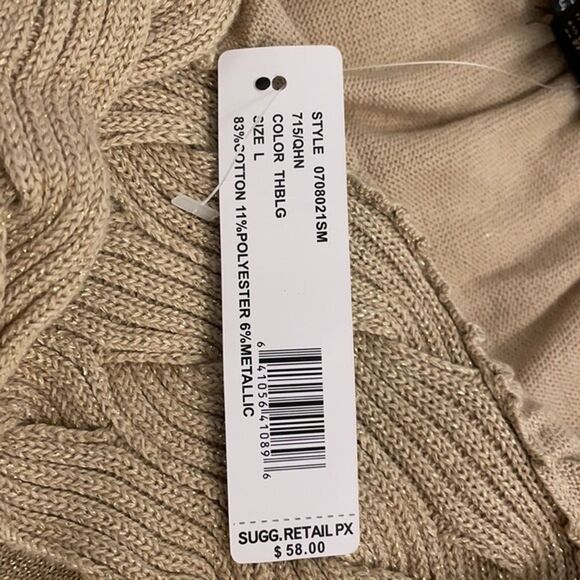 STYLE 0708021SM
715/QHN
COLOR THBLG
SIZE L
83%COTTON 11%POLYESTER 6%METALLIC
6 41056 41089 6
SUGG.RETAIL PX
$ 58.00